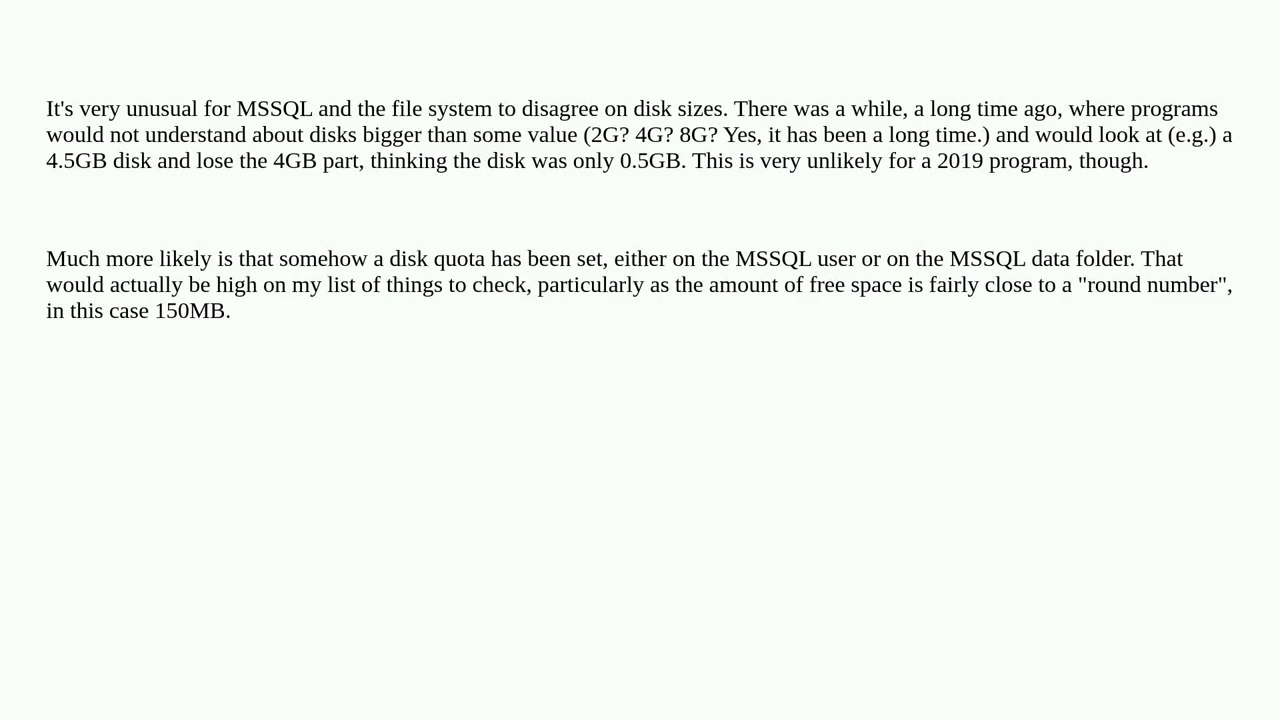 It's very unusual for MSSQL and the file system to disagree on disk sizes. There was a while, a long time ago, where programs
would not understand about disks bigger than some value (2G? 4G? 8G? Yes, it has been a long time.) and would look at (e.g.) a
4.5GB disk and lose the 4GB part, thinking the disk was only 0.5GB. This is very unlikely for a 2019 program, though.
Much more likely is that somehow a disk quota has been set, either on the MSSQL user or on the MSSQL data folder. That
would actually be high on my list of things to check, particularly as the amount of free space is fairly close to a "round number",
in this case 150MB.